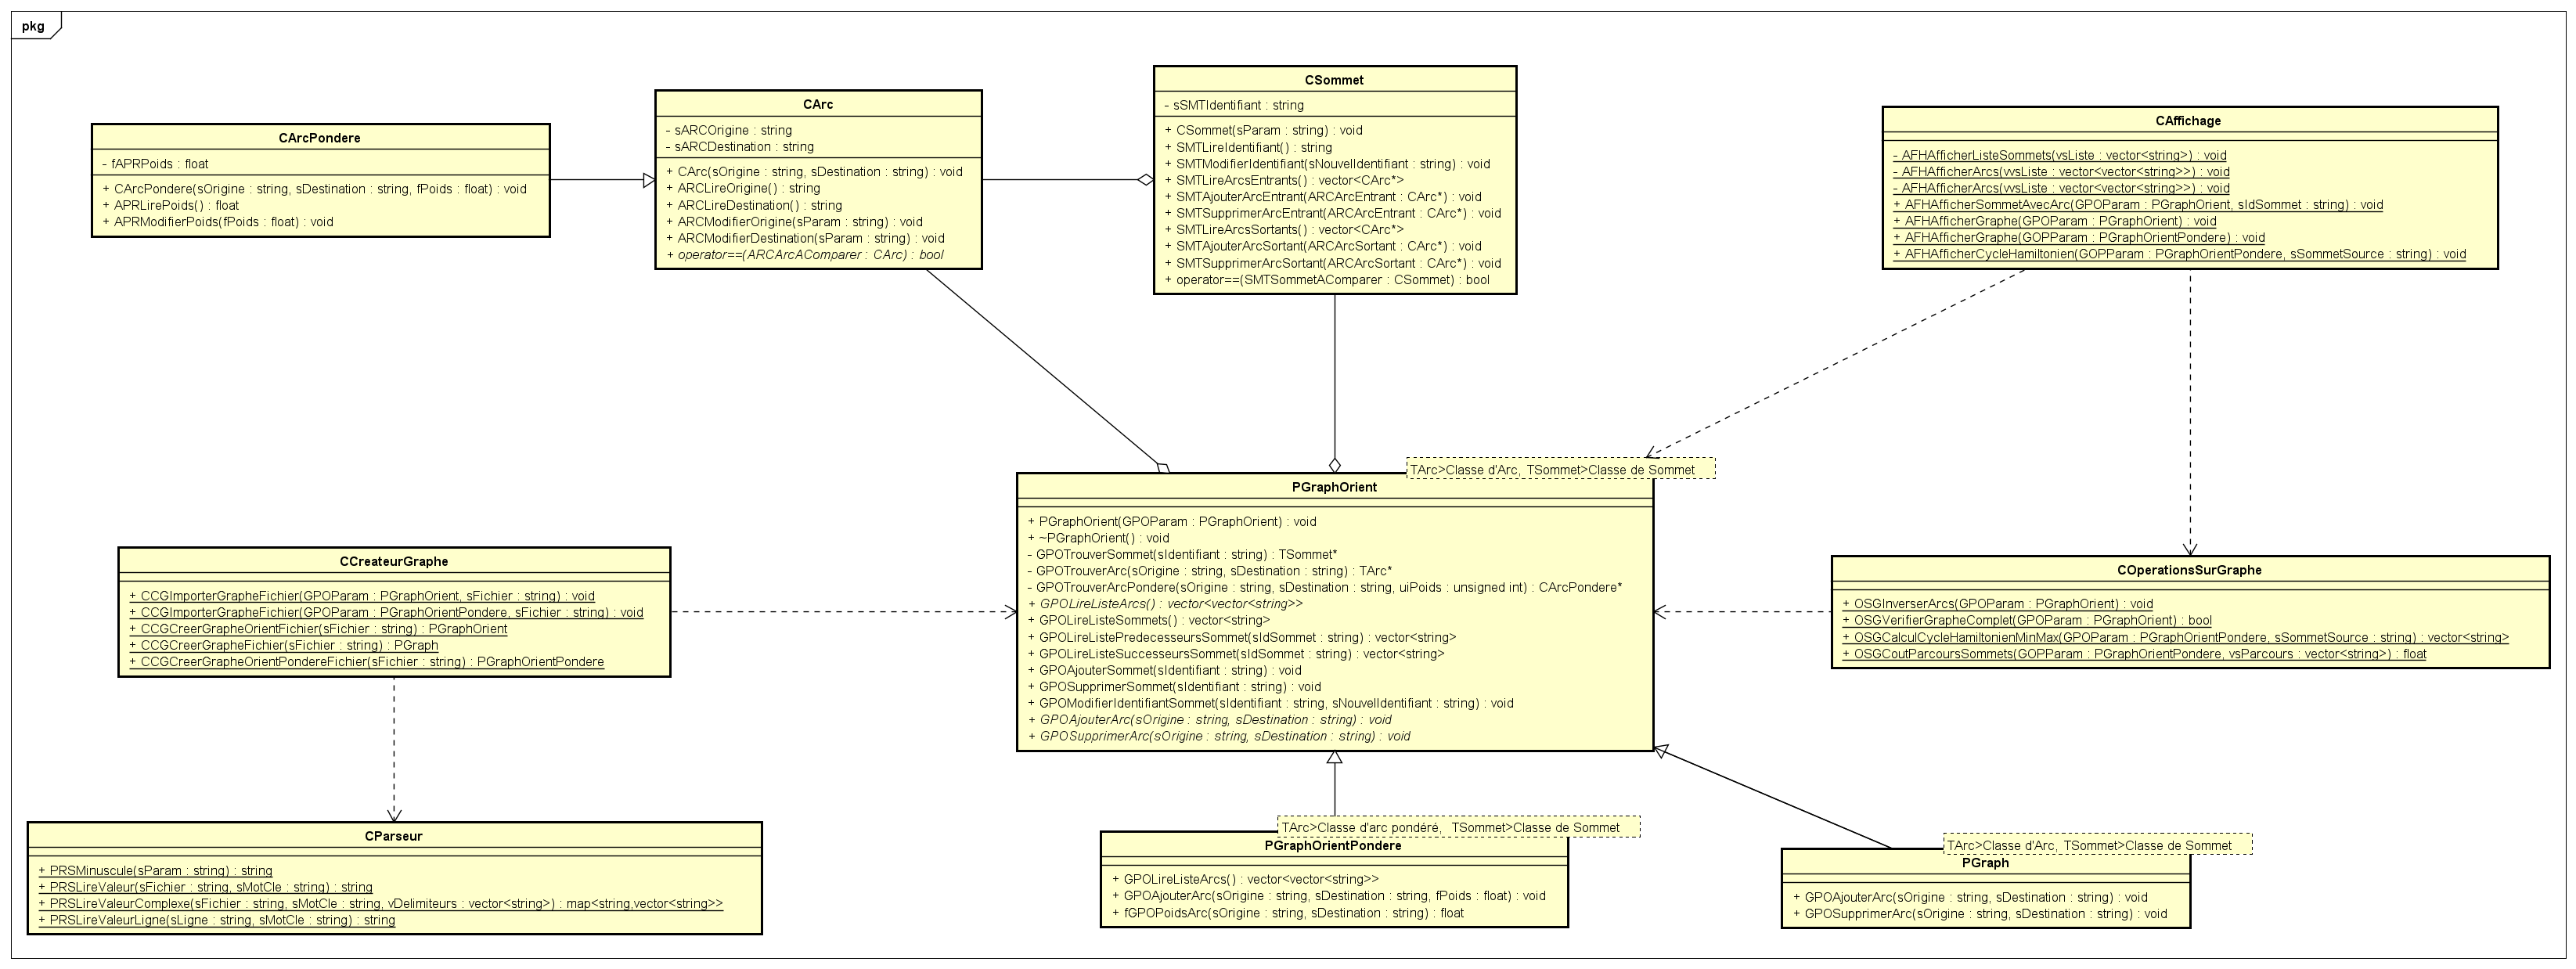 pkg
CArcPondere
- fAPRPoids : float
+ CArcPondere(sOrigine : string, sDestination : string, fPoids : float) : void
+ APRLirePoids() : float
+ APRModifierPoids(fPoids : float) : void
CArc
- sARCOrigine : string
- sARCDestination : string
+ CArc(sOrigine : string, sDestination : string) : void
+ ARCLireOrigine() : string
+ ARCLireDestination() : string
+ ARCModifierOrigine(sParam : string) : void
+ ARCModifierDestination(sParam : string) : void
+ operator==(ARCArcAComparer : CArc) : bool
CSommet
- sSMTIdentifiant : string
+ CSommet(sParam : string) : void
+ SMTLireIdentifiant() : string
+ SMTModifierIdentifiant(sNouvelIdentifiant : string) : void
+ SMTLireArcsEntrants() : vector<CArc*>
+ SMTAjouterArcEntrant(ARCArcEntrant : CArc*) : void
+ SMTSupprimerArcEntrant(ARCArcEntrant : CArc*) : void
+ SMTLireArcsSortants() : vector<CArc*>
+ SMTAjouterArcSortant(ARCArcSortant : CArc*) : void
+ SMTSupprimerArcSortant(ARCArcSortant : CArc*) : void
+ operator==(SMTSommetAComparer : CSommet) : bool
CAffichage
- AFHAfficherListeSommets(vsListe : vector<string>) : void
- AFHAfficherArcs(vvsListe : vector<vector<string>>) : void
- AFHAfficherArcs(vvsListe : vector<vector<string>>) : void
+ AFHAfficherSommetAvecArc(GPOParam : PGraphOrient, sIdSommet : string) : void
+ AFHAfficherGraphe(GPOParam : PGraphOrient) : void
+ AFHAfficherGraphe(GOPParam : PGraphOrientPondere) : void
+ AFHAfficherCycleHamiltonien(GOPParam : PGraphOrientPondere, sSommetSource : string) : void
TArc>Classe d'Arc, TSommet>Classe de Sommet
PGraphOrient
+ PGraphOrient(GPOParam : PGraphOrient) : void
+ ~PGraphOrient() : void
- GPOTrouverSommet(sIdentifiant : string) : TSommet*
- GPOTrouverArc(sOrigine : string, sDestination : string) : TArc*
- GPOTrouverArcPondere(sOrigine : string, sDestination : string, uiPoids : unsigned int) : CArcPondere*
+ GPOLireListeArcs() : vector<vector<string>>
+ GPOLireListeSommets() : vector<string>
+ GPOLireListePredecesseursSommet(sIdSommet : string) : vector<string>
+ GPOLireListeSuccesseursSommet(sIdSommet : string) : vector<string>
+ GPOAjouterSommet(sIdentifiant : string) : void
+ GPOSupprimerSommet(sIdentifiant : string) : void
+ GPOModifierIdentifiantSommet(sIdentifiant : string, sNouvelIdentifiant : string) : void
+ GPOAjouterArc(sOrigine : string, sDestination : string) : void
+ GPOSupprimerArc(sOrigine : string, sDestination : string) : void
CCreateurGraphe
+ CCGImporterGrapheFichier(GPOParam : PGraphOrient, sFichier : string) : void
+ CCGImporterGrapheFichier(GPOParam : PGraphOrientPondere, sFichier : string) : void
+ CCGCreerGrapheOrientFichier(sFichier : string) : PGraphOrient
+ CCGCreerGrapheFichier(sFichier : string) : PGraph
+ CCGCreerGrapheOrientPondereFichier(sFichier : string) : PGraphOrientPondere
COperationsSurGraphe
+ OSGInverserArcs(GPOParam : PGraphOrient) : void
+ OSGVerifierGrapheComplet(GPOParam : PGraphOrient) : bool
+ OSGCalculCycleHamiltonienMinMax(GPOParam : PGraphOrientPondere, sSommetSource : string) : vector<string>
+ OSGCoutParcoursSommets(GOPParam : PGraphOrientPondere, vsParcours : vector<string>) : float
CParseur
+ PRSMinuscule(sParam : string) : string
+ PRSLireValeur(sFichier : string, sMotCle : string) : string
+ PRSLireValeurComplexe(sFichier : string, sMotCle : string, vDelimiteurs : vector<string>) : map<string,vector<string>>
+ PRSLireValeurLigne(sLigne : string, sMotCle : string) : string
TArc>Classe d'arc pondéré, TSommet>Classe de Sommet
PGraphOrientPondere
+ GPOLireListeArcs() : vector<vector<string>>
+ GPOAjouterArc(sOrigine : string, sDestination : string, fPoids : float) : void
+ fGPOPoidsArc(sOrigine : string, sDestination : string) : float
TArc>Classe d'Arc, TSommet>Classe de Sommet
PGraph
+ GPOAjouterArc(sOrigine : string, sDestination : string) : void
+ GPOSupprimerArc(sOrigine : string, sDestination : string) : void